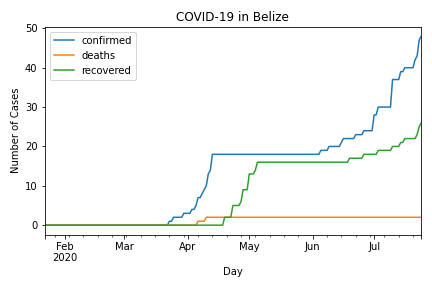 COVID-19 in Belize
confirmed
deaths
recovered
Number of Cases
50
40
30
20
10
0
Feb
2020
Mar
Apr
May
Jun
Jul
Day